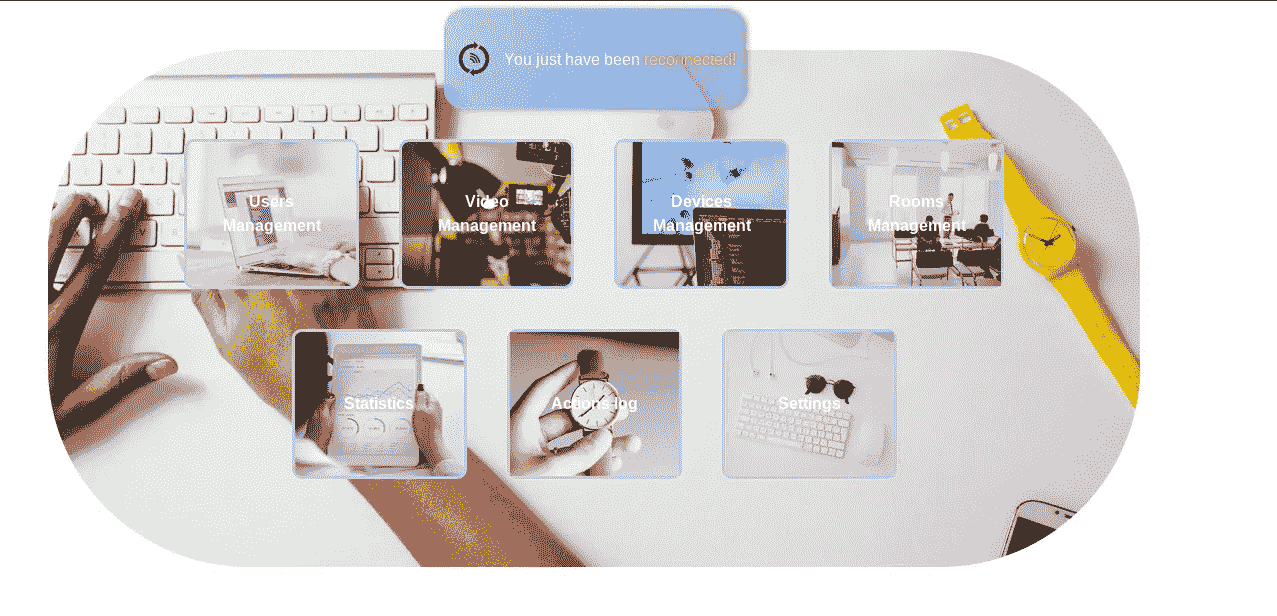 You just have been reconnected!
Users
Management
Video
Management
Devices
Management
Rooms
Management
Statistics
Actions log
Settings